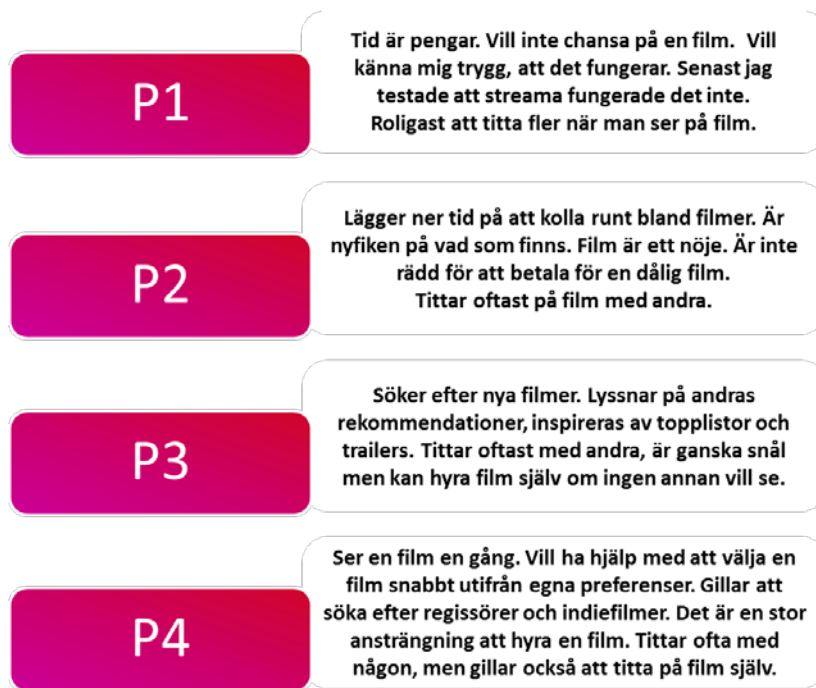 P1
Tid är pengar. Vill inte chansa på en film. Vill
känna mig trygg, att det fungerar. Senast jag
testade att streama fungerade det inte.
Roligast att titta fler när man ser på film.
P2
Lägger ner tid på att kolla runt bland filmer. Är
nyfiken på vad som finns. Film är ett nöje. Är inte
rädd för att betala för en dålig film.
Tittar oftast på film med andra.
P3
Söker efter nya filmer. Lyssnar på andras
rekommendationer, inspireras av topplistor och
trailers. Tittar oftast med andra, är ganska snål
men kan hyra film själv om ingen annan vill se.
P4
Ser en film en gång. Vill ha hjälp med att välja en
film snabbt utifrån egna preferenser. Gillar att
söka efter regissörer och indiefilmer. Det är en stor
ansträngning att hyra en film. Tittar ofta med
någon, men gillar också att titta på film själv.